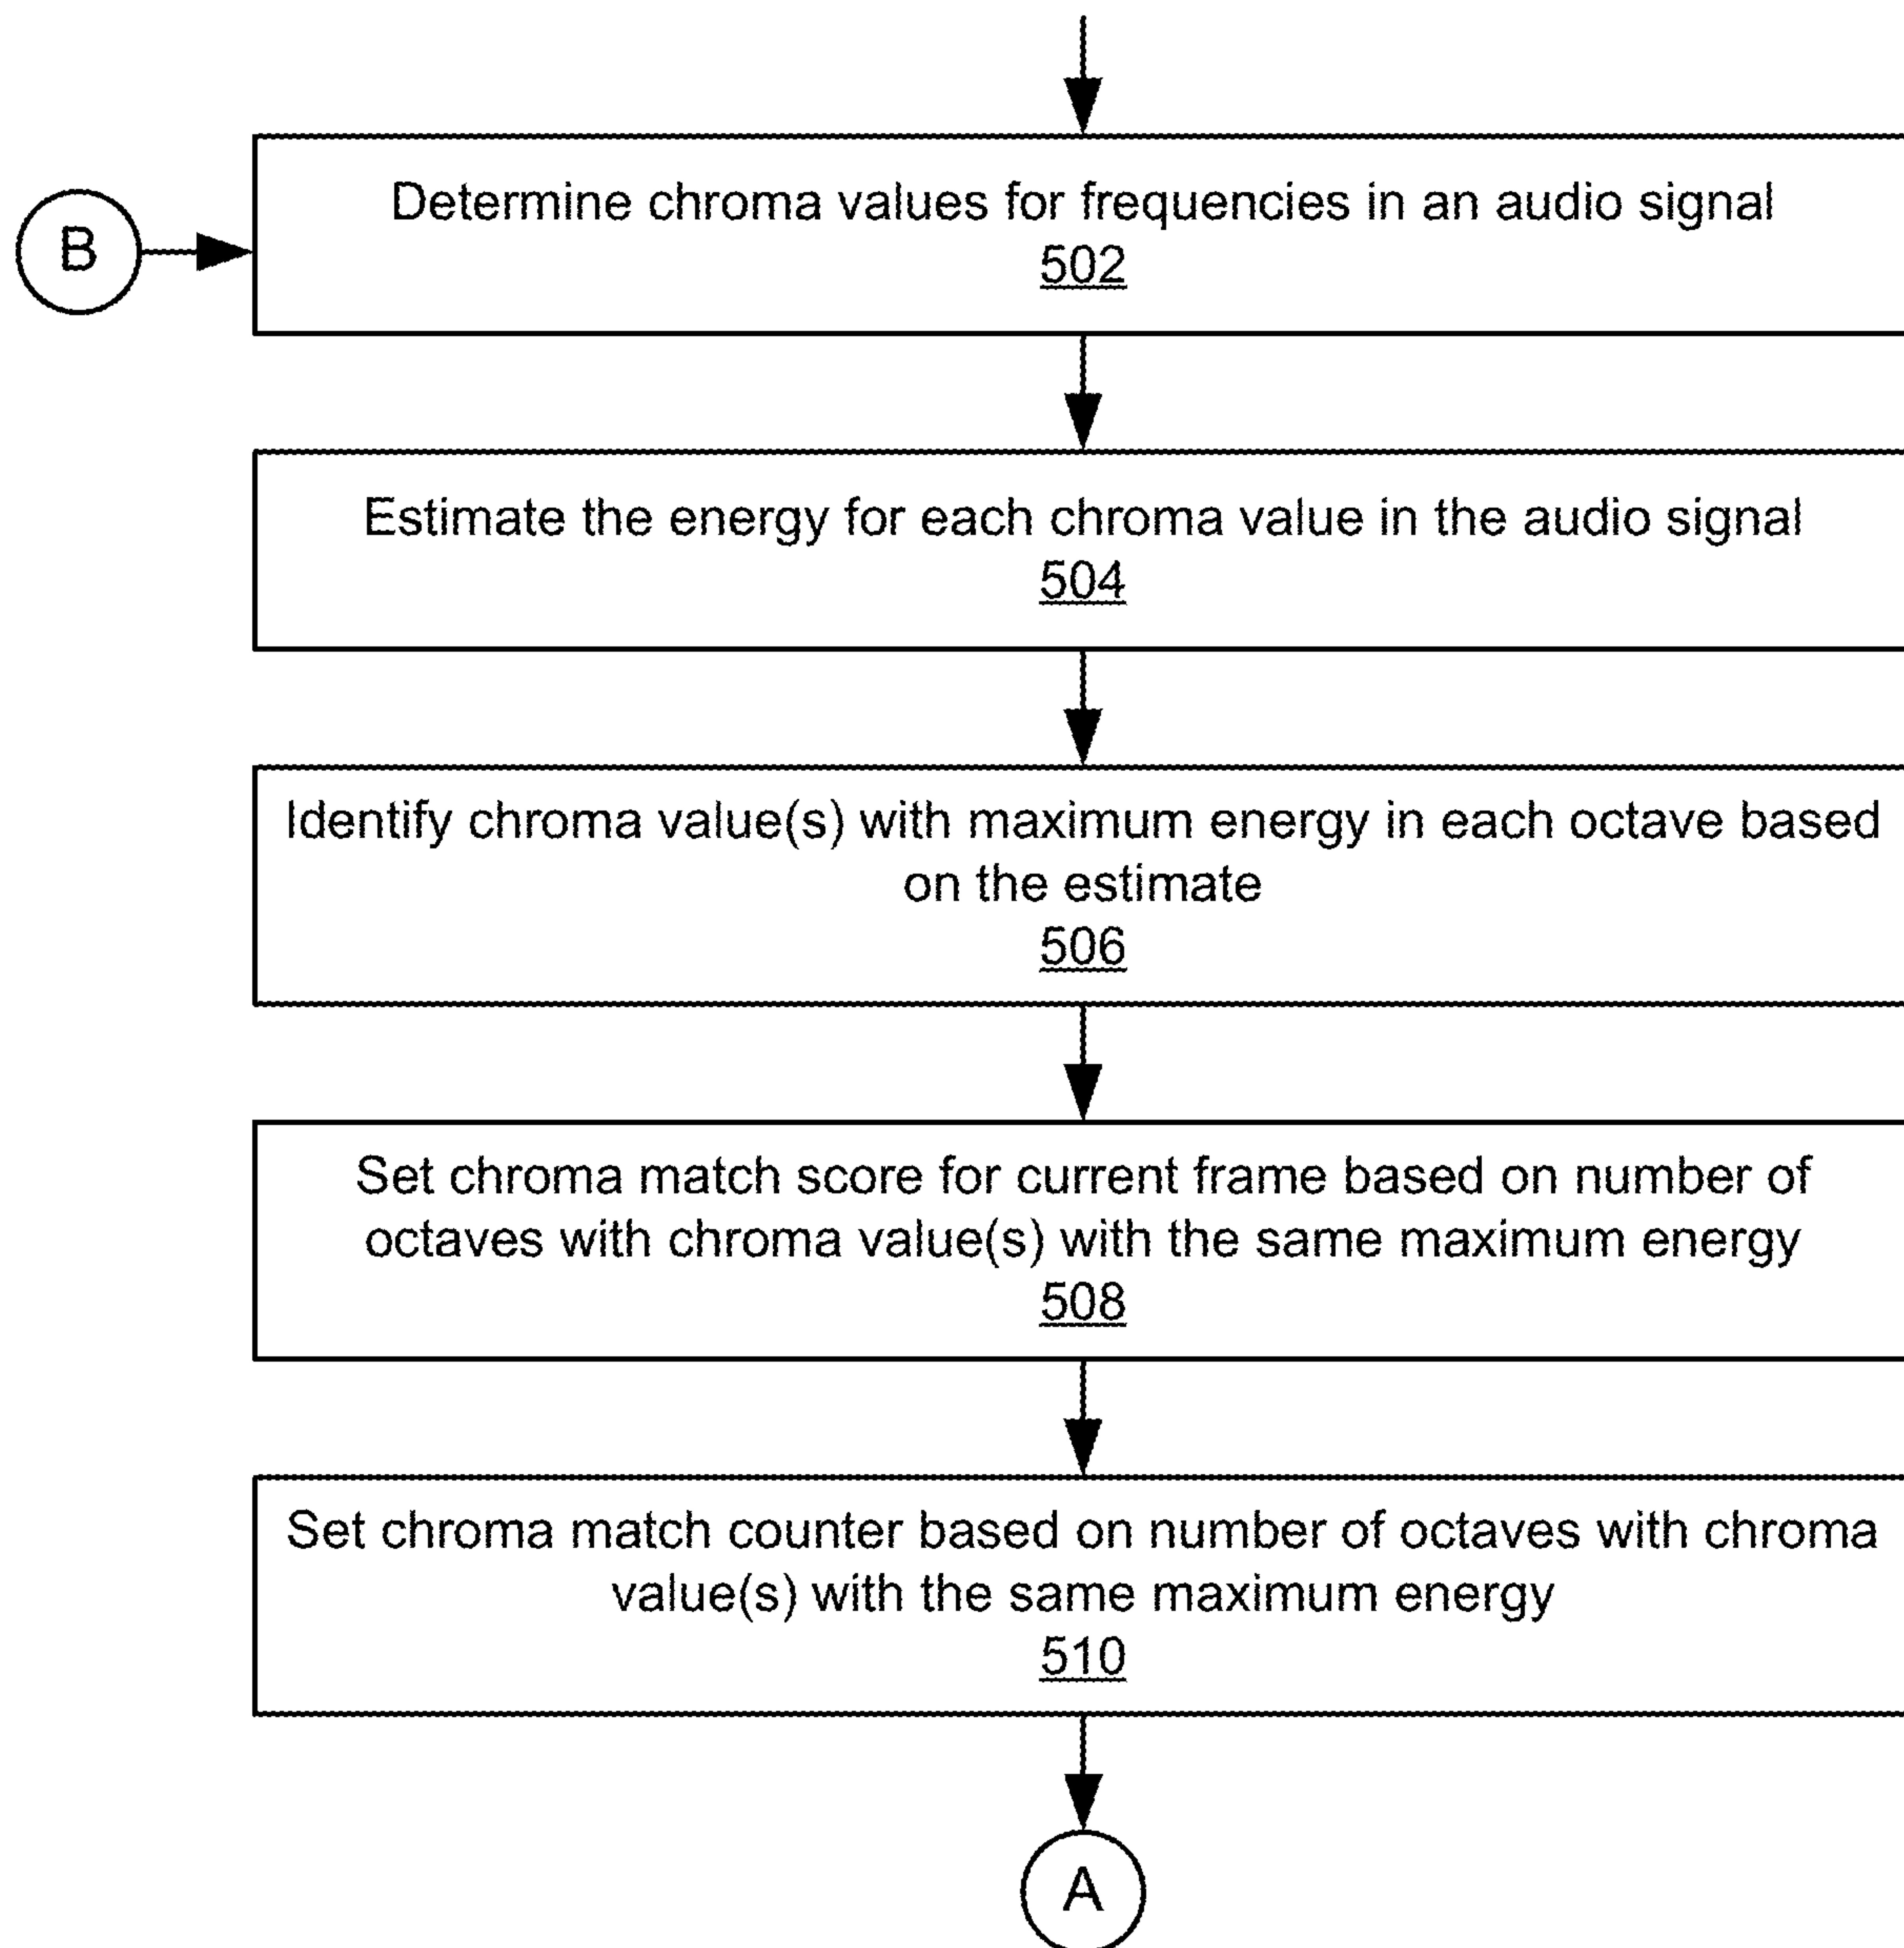 B
Determine chroma values for frequencies in an audio signal
502
Estimate the energy for each chroma value in the audio signal
504
Identify chroma value(s) with maximum energy in each octave based
on the estimate
506
Set chroma match score for current frame based on number of
octaves with chroma value(s) with the same maximum energy
508
Set chroma match counter based on number of octaves with chroma
value(s) with the same maximum energy
510
A